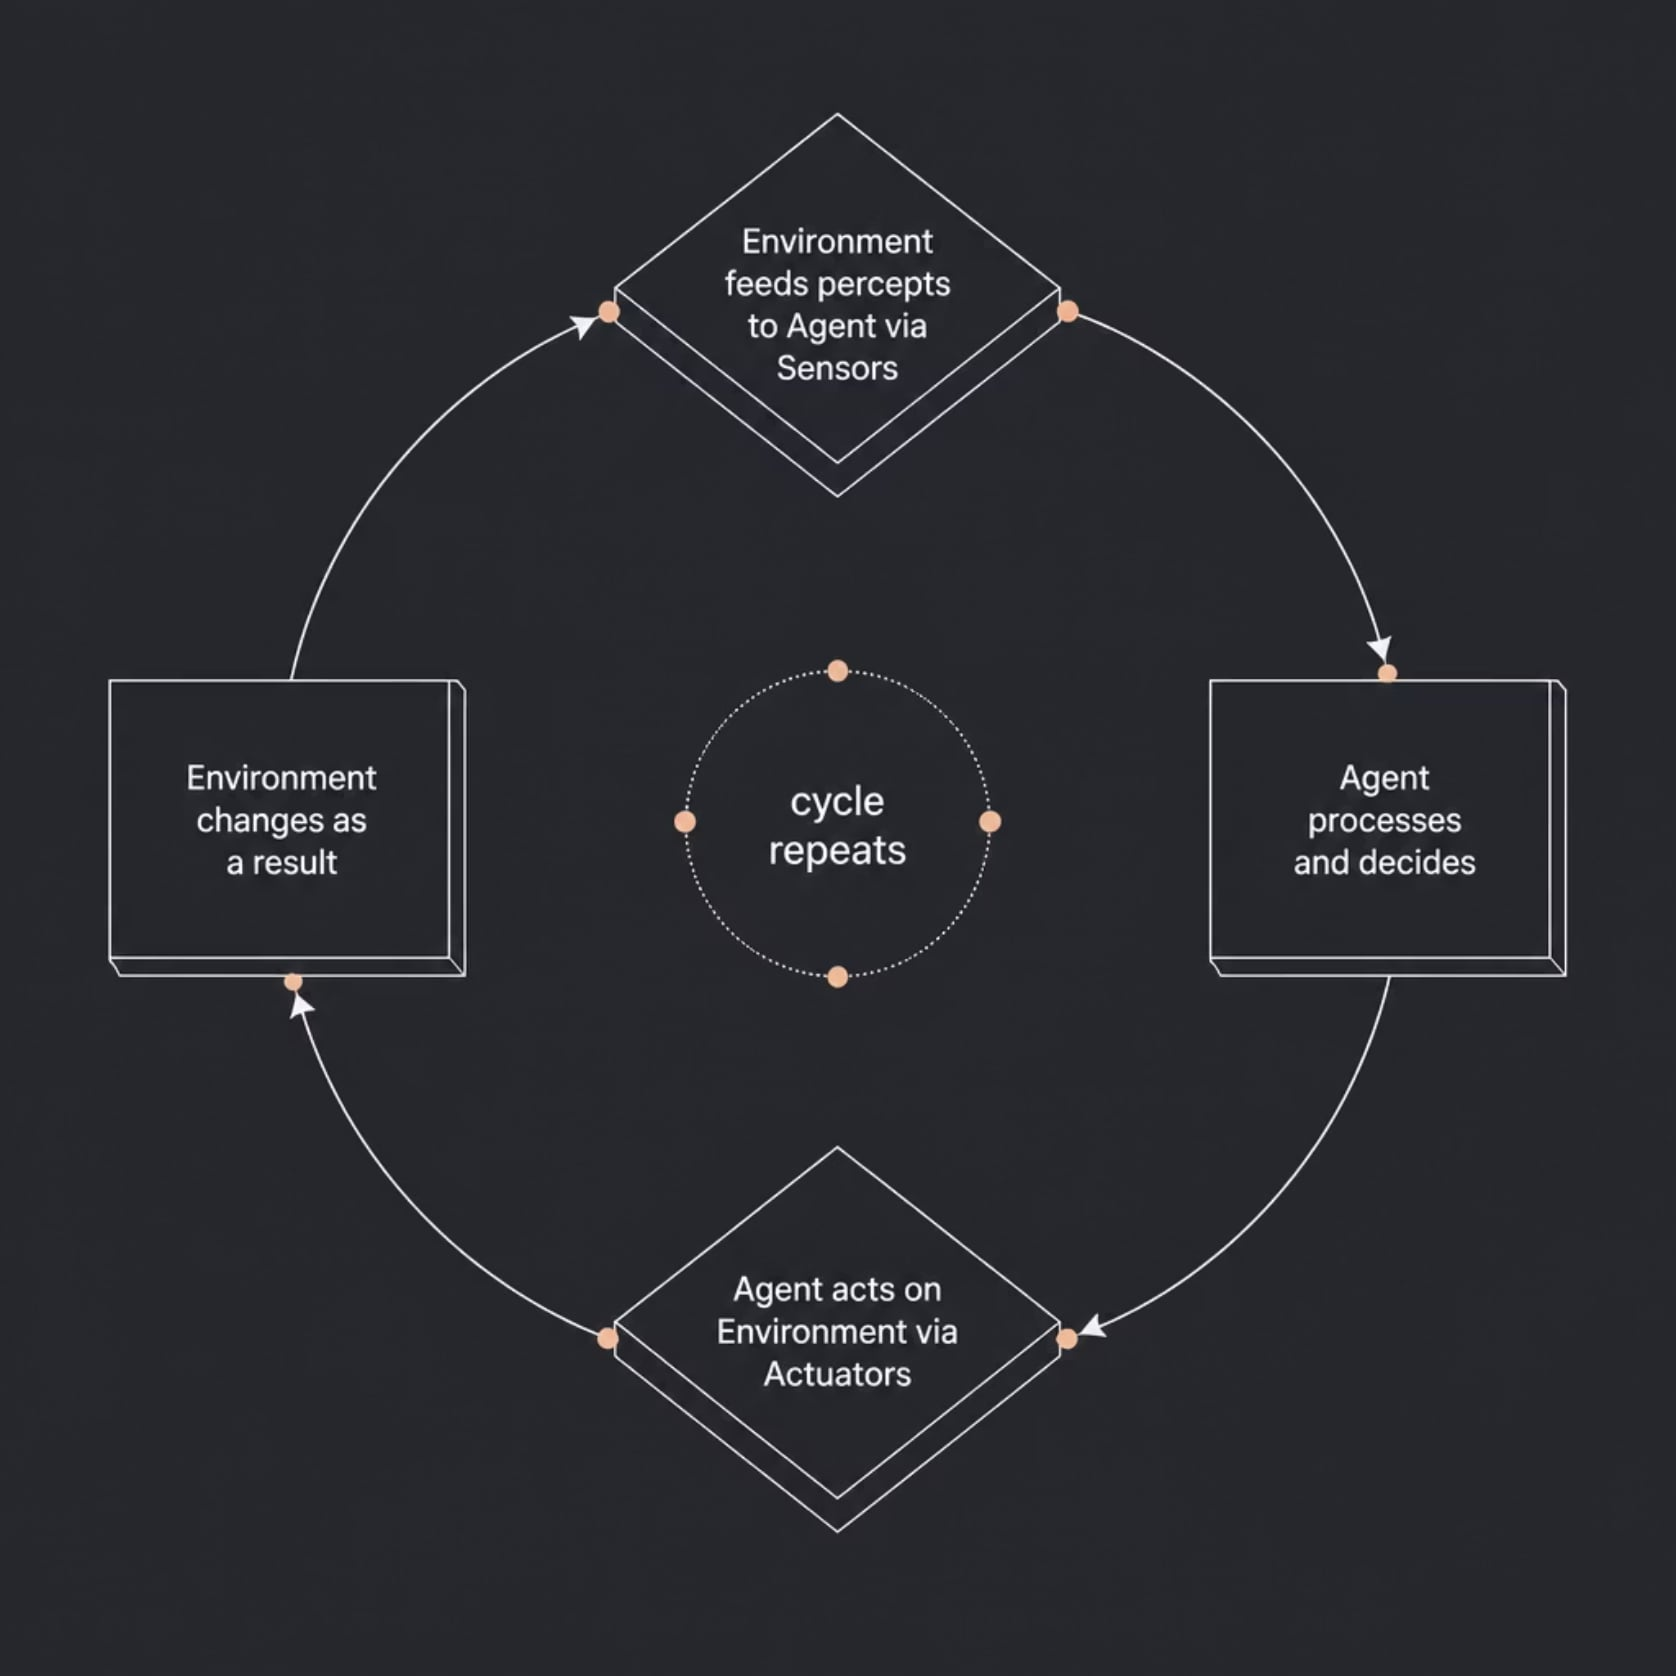 Environment
feeds percepts
to Agent via
Sensors
Environment
changes as
a result
cycle
repeats
Agent
processes
and decides
Agent acts on
Environment via
Actuators